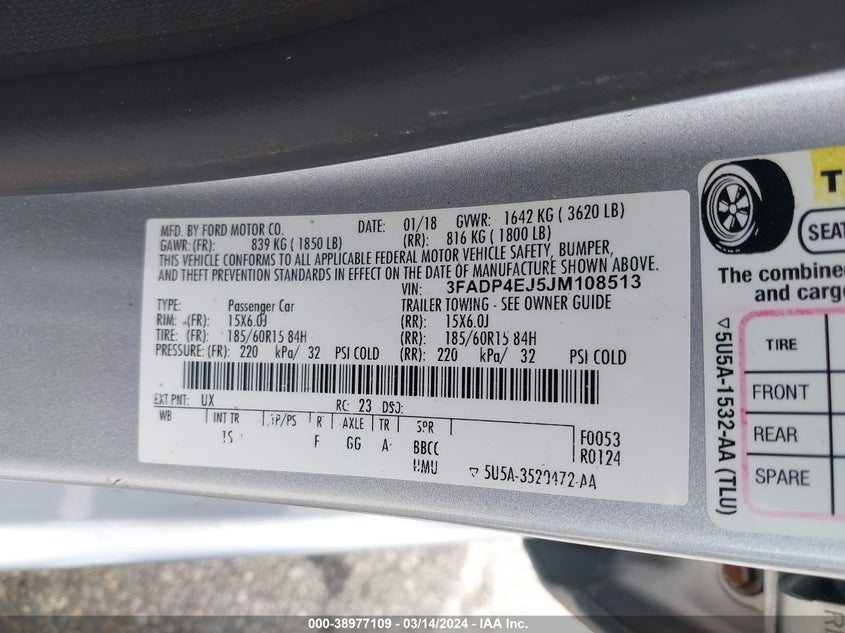 MFD. BY FORD MOTOR CO. DATE: 01/18 GVWR: 1642 KG ( 3620 LB)
GAWR: (FR): 839 KG ( 1850 LB) (RR): 816 KG ( 1800 LB)
THIS VEHICLE CONFORMS TO ALL APPLICABLE FEDERAL MOTOR VEHICLE SAFETY, BUMPER,
AND THEFT PREVENTION STANDARDS IN EFFECT ON THE DATE OF MANUFACTURE SHOWN ABOVE.
VIN: 3FADP4EJ5JM108513
TYPE: Passenger Car TRAILER TOWING - SEE OWNER GUIDE
RIM: (FR): 15X6.0J (RR): 15X6.0J
TIRE: (FR): 185/60R15 84H (RR): 185/60R15 84H
PRESSURE: (FR): 220 kPa/ 32 PSI COLD (RR): 220 kPa/ 32 PSI COLD
EXT PNT: UX RC: 23 DSO:
WB INT TR TP/PS R AXLE TR SPR
F GG A BBCC
F0053
R0124
▽ 5U5A-3520472-AA
T
SEAT
The combined
and cargo
TIRE
FRONT
REAR
SPARE
▽ 5U5A-1532-AA (TLU)
000-38977109 - 03/14/2024 - IAA Inc.